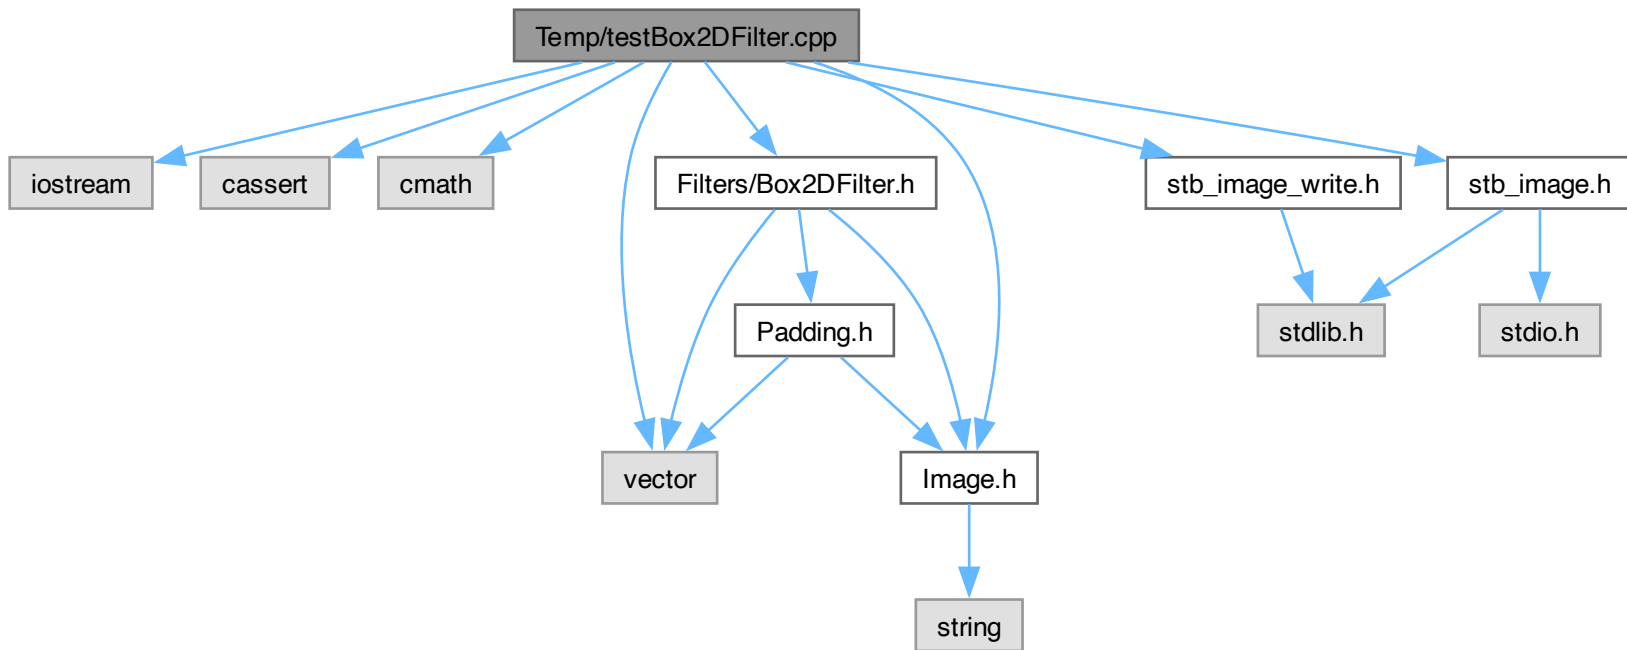 Temp/testBox2DFilter.cpp
iostream
cassert
cmath
Filters/Box2DFilter.h
stb_image_write.h
stb_image.h
Padding.h
stdlib.h
stdio.h
vector
Image.h
string